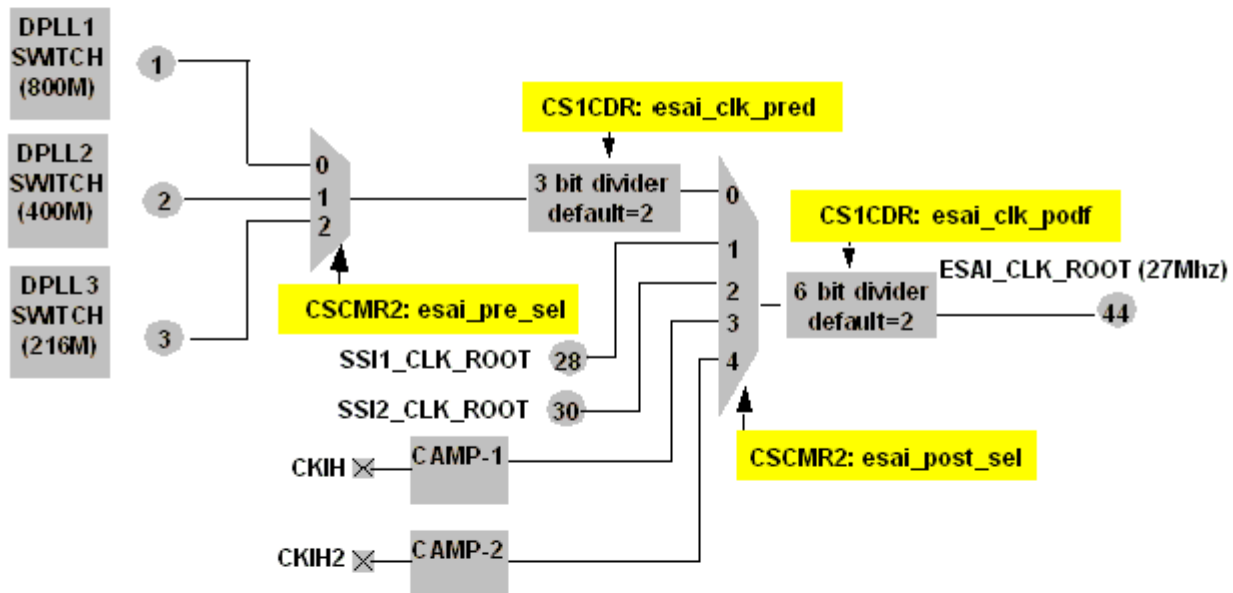 DPLL1
SWITCH
(800M)
1
DPLL2
SWITCH
(400M)
2
DPLL3
SWITCH
(216M)
3
0
1
2
CSCMR2: esai_pre_sel
CS1CDR: esai_clk_pred
3 bit divider
default=2
SSI1_CLK_ROOT
28
SSI2_CLK_ROOT
30
CKIH
CAMP-1
CKIH2
CAMP-2
0
1
2
3
4
CSCMR2: esai_post_sel
CS1CDR: esai_clk_podf
6 bit divider
default=2
ESAI_CLK_ROOT (27Mhz)
44